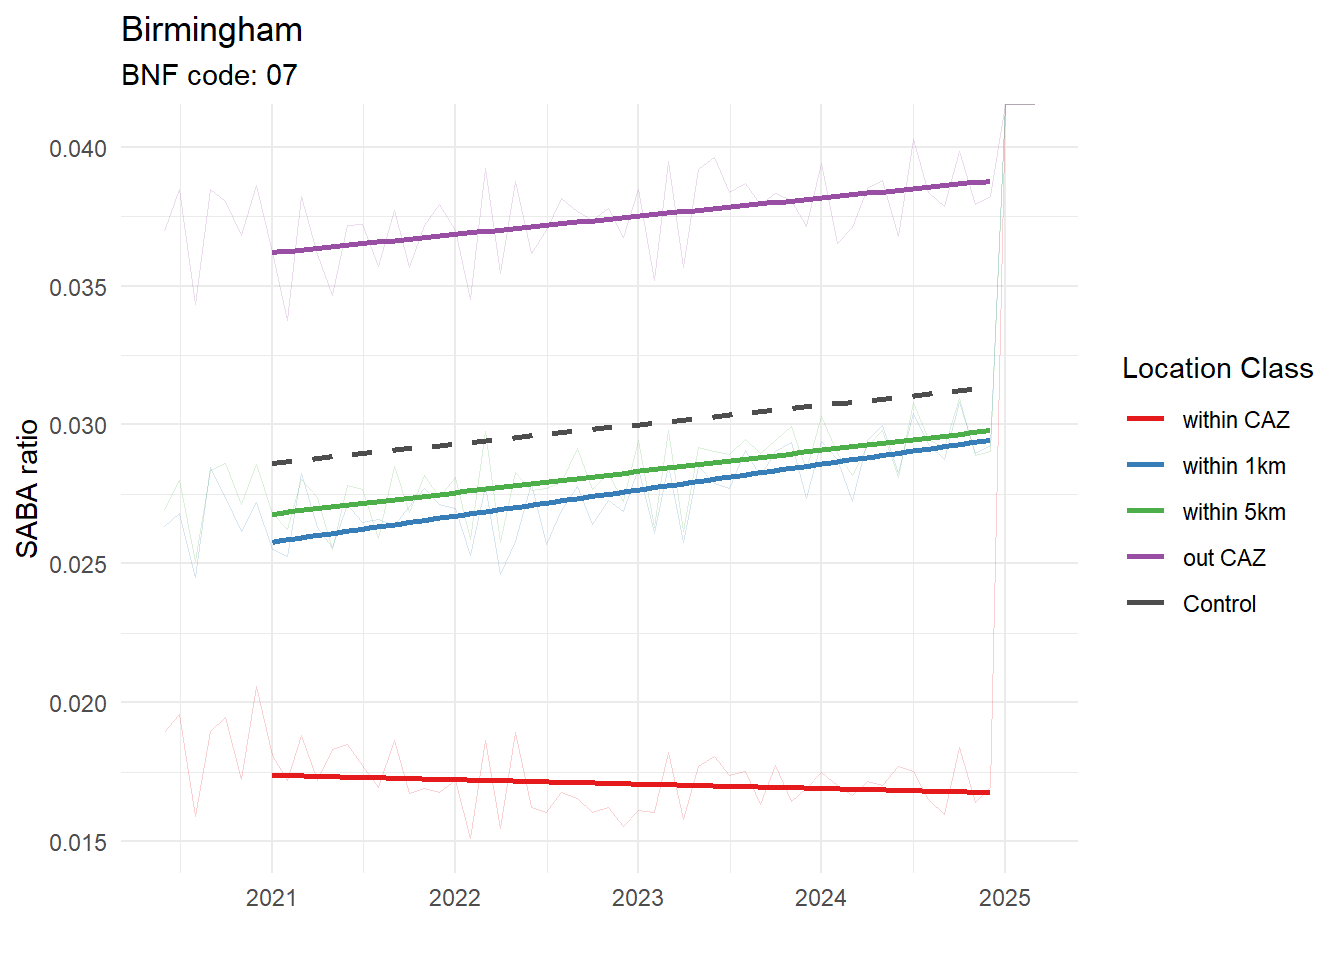 Birmingham
BNF code: 07
SABA ratio
0.040
0.035
0.030
0.025
0.020
0.015
2021 2022 2023 2024 2025
Location Class
within CAZ
within 1km
within 5km
out CAZ
Control